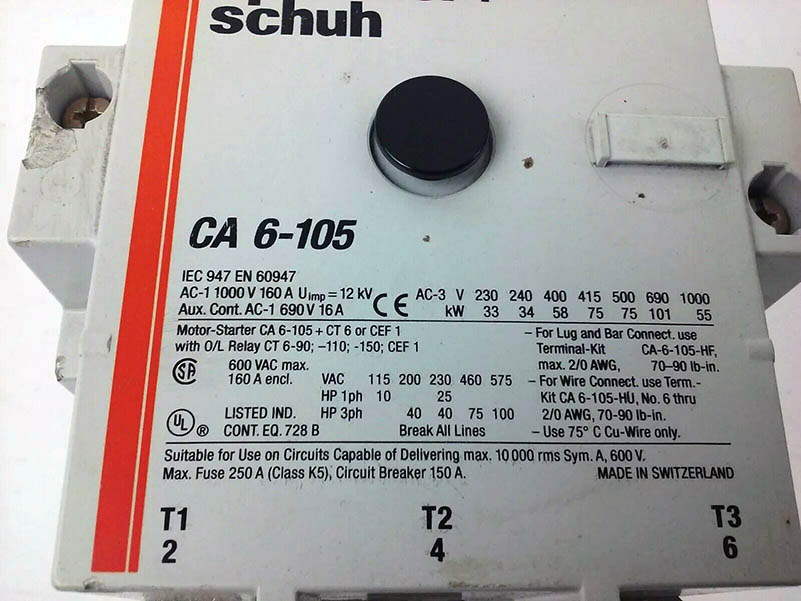 schuh
CA 6-105
IEC 947 EN 60947
AC-1 1000 V 160 A Uimp = 12 kV CE AC-3 V 230 240 400 415 500 690 1000
Aux. Cont. AC-1 690 V 16 A kW 33 34 58 75 75 101 55
Motor-Starter CA 6-105 + CT 6 or CEF 1
with O/L Relay CT 6-90; -110; -150; CEF 1
– For Lug and Bar Connect. use
Terminal-Kit CA-6-105-HF,
max. 2/0 AWG, 70–90 lb-in.
– For Wire Connect. use Term.-
Kit CA 6-105-HU, No. 6 thru
2/0 AWG, 70-90 lb-in.
– Use 75° C Cu-Wire only.
SA 600 VAC max.
160 A encl. VAC 115 200 230 460 575
HP 1ph 10 25
UL ® LISTED IND. HP 3ph 40 40 75 100
CONT. EQ. 728 B Break All Lines
Suitable for Use on Circuits Capable of Delivering max. 10 000 rms Sym. A, 600 V.
Max. Fuse 250 A (Class K5), Circuit Breaker 150 A. MADE IN SWITZERLAND
T1 T2 T3
2 4 6